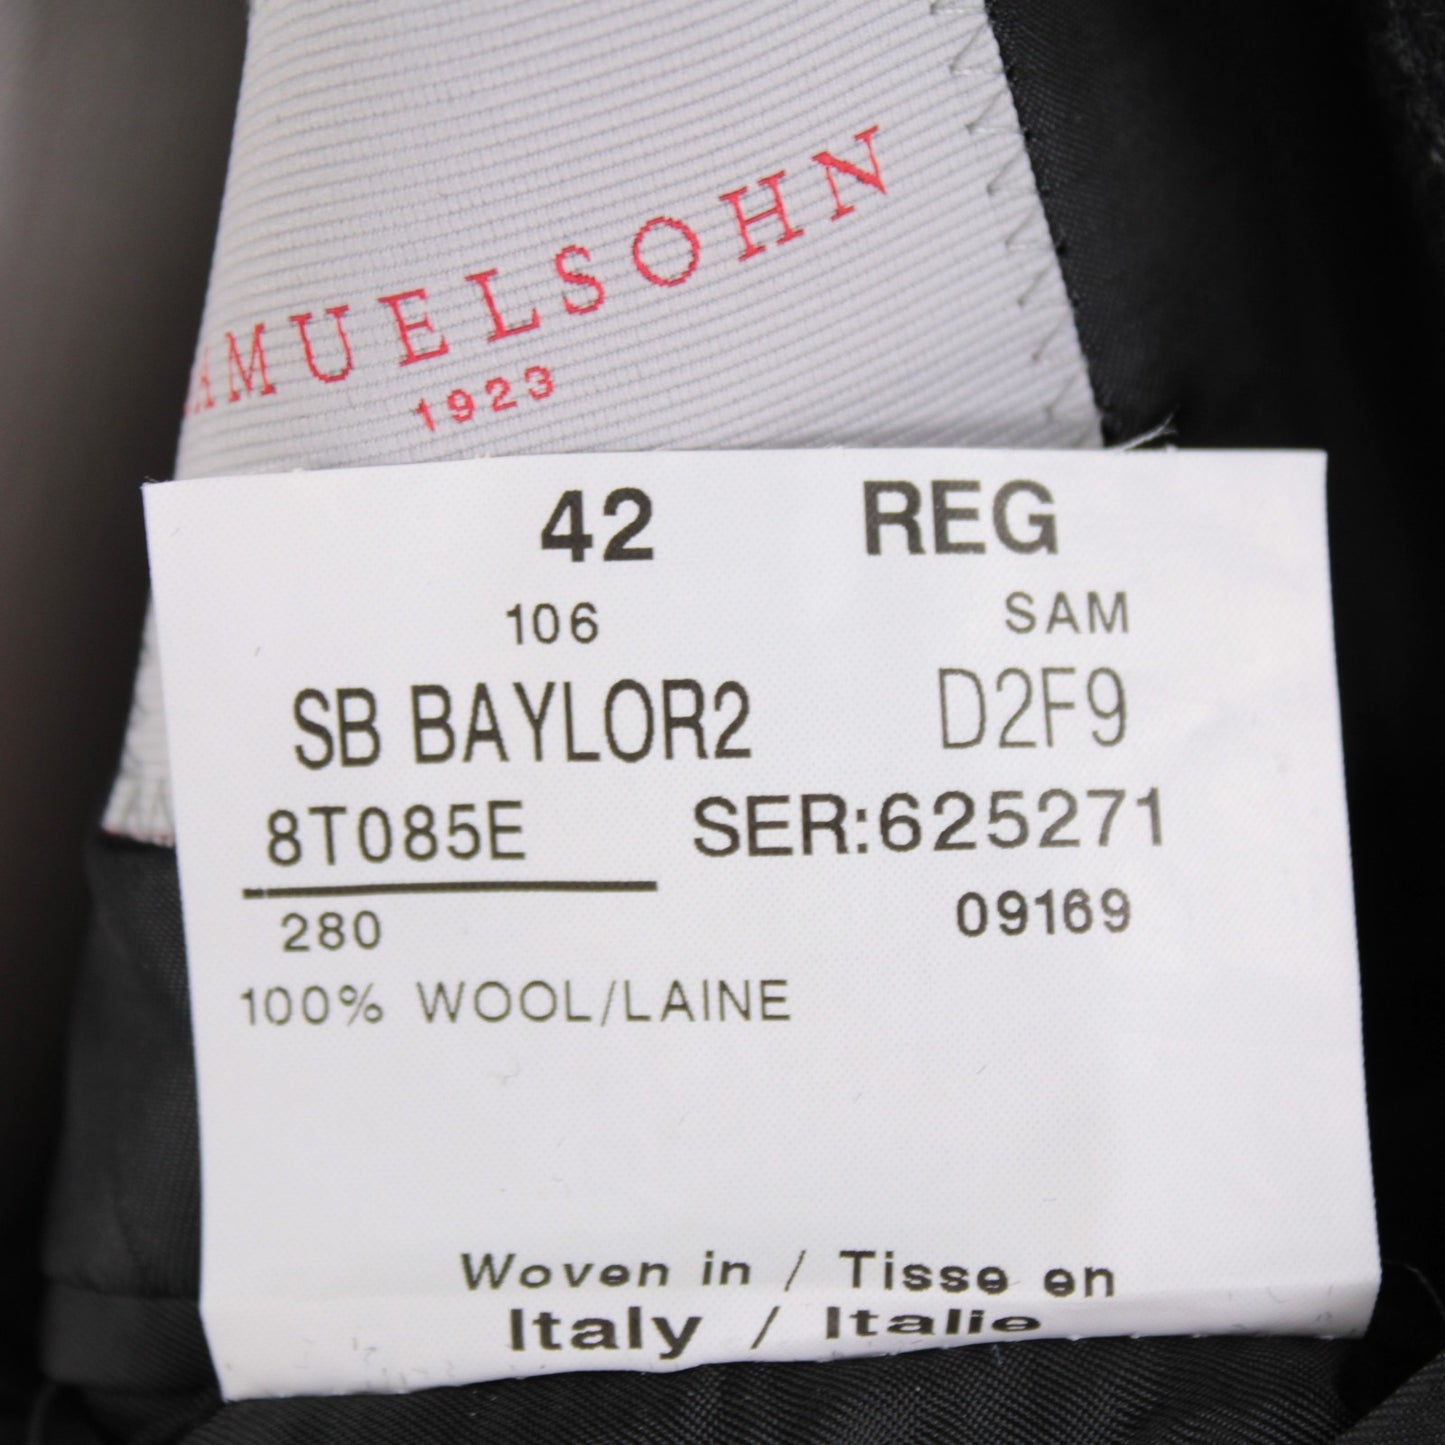 SAMUELSOHN
1923
42 REG
106 SAM
SB BAYLOR2 D2F9
8T085E SER:625271
280 09169
100% WOOL/LAINE
Woven in / Tisse en
Italy / Italie